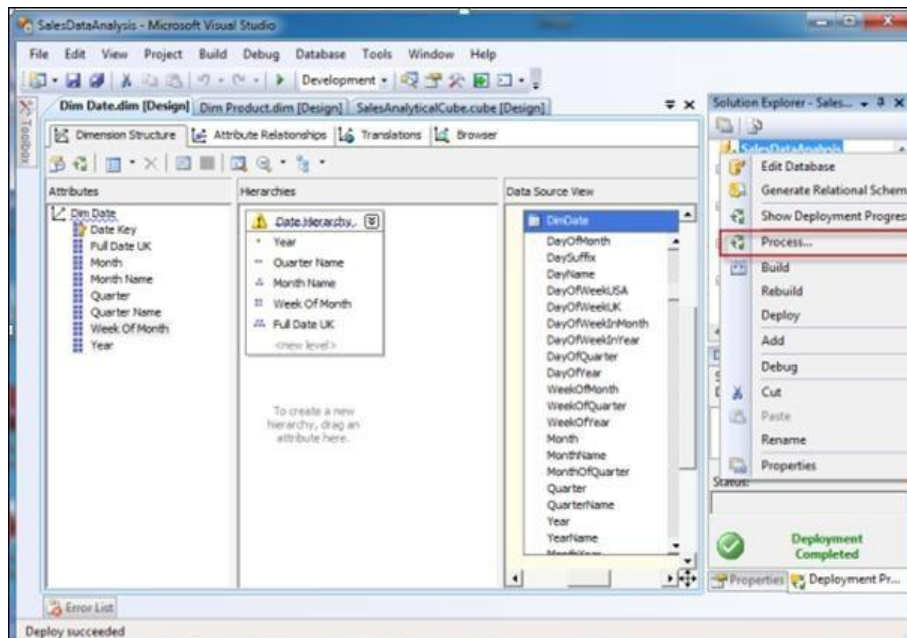 SalesDataAnalysis - Microsoft Visual Studio
File Edit View Project Build Debug Database Tools Window Help
Development
Dim Date.dim [Design] Dim Product.dim [Design] SalesAnalyticalCube.cube [Design]
Toolbox
Dimension Structure Attribute Relationships Translations Browser
Attributes
Dim Date
Date Key
Full Date UK
Month
Month Name
Quarter
Quarter Name
Week Of Month
Year
Hierarchies
Date Hierarchy
Year
Quarter Name
Month Name
Week Of Month
Full Date UK
<new level>
To create a new
hierarchy, drag an
attribute here.
Data Source View
DimDate
DayOfMonth
DaySuffix
DayName
DayOfWeekUSA
DayOfWeekUK
DayOfWeekInMonth
DayOfWeekInYear
DayOfQuarter
DayOfYear
WeekOfMonth
WeekOfQuarter
WeekOfYear
Month
MonthName
MonthOfQuarter
Quarter
QuarterName
Year
YearName
MonthYear
Solution Explorer - Sales...
SalesDataAnalysis
Edit Database
Generate Relational Schem
Show Deployment Progres
Process...
Build
Rebuild
Deploy
Add
Debug
Cut
Paste
Rename
Properties
Status:
Deployment
Completed
Properties Deployment Pr...
Error List
Deploy succeeded